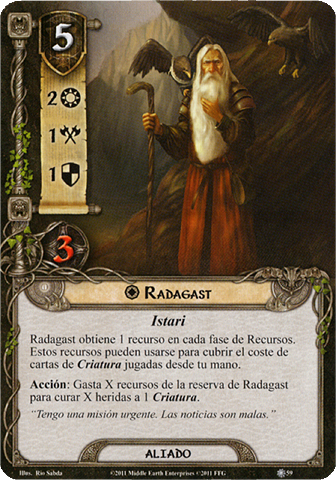 5
2
1
1
3
Radagast
Istari
Radagast obtiene 1 recurso en cada fase de Recursos.
Estos recursos pueden usarse para cubrir el coste de
cartas de Criatura jugadas desde tu mano.
Acción: Gasta X recursos de la reserva de Radagast
para curar X heridas a 1 Criatura.
“Tengo una misión urgente. Las noticias son malas.”
ALIADO
Illus. Rio Sabda
©2011 Middle Earth Enterprises ©2011 FFG
59